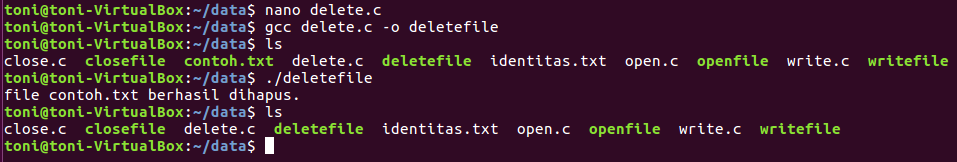 toni@toni-VirtualBox:~/data$ nano delete.c
toni@toni-VirtualBox:~/data$ gcc delete.c -o deletefile
toni@toni-VirtualBox:~/data$ ls
close.c  closefile  contoh.txt  delete.c  deletefile  identitas.txt  open.c  openfile  write.c  writefile
toni@toni-VirtualBox:~/data$ ./deletefile
file contoh.txt berhasil dihapus.
toni@toni-VirtualBox:~/data$ ls
close.c  closefile  delete.c  deletefile  identitas.txt  open.c  openfile  write.c  writefile
toni@toni-VirtualBox:~/data$